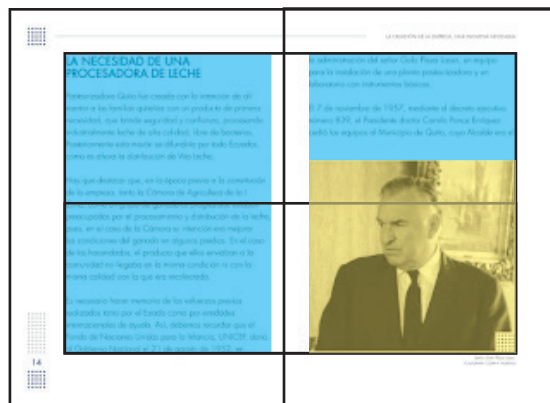 LA CREACIÓN DE LA EMPRESA, UNA INICIATIVA NECESARIA
LA NECESIDAD DE UNA
PROCESADORA DE LECHE
Pasteurizadora Quito fue creada con la intención de ali
mentar a las familias quiteñas con un producto de primera
necesidad, que brinde seguridad y confianza, procesando
industrialmente leche de alta calidad, libre de bacterias.
Posteriormente esta misión se difundiría por todo Ecuador,
como es ahora la distribución de Vita Leche.
Hay que destacar que, en la época previa a la constitución
de la empresa, tanto la Cámara de Agricultura de la I
preocupados por el procesamiento y distribución de la leche,
pues, en el caso de la Cámara su intención era mejorar
las condiciones del ganado en algunos predios. En el caso
de los hacendados, el producto que ellos enviaban a la
comunidad no llegaba en la misma condición ni con la
misma calidad con la que era recolectada.
Es necesario hacer memoria de los esfuerzos previos
realizados tanto por el Estado como por entidades
internacionales de ayuda. Así, debemos recordar que el
Fondo de Naciones Unidas para la Infancia, UNICEF, dona
al Gobierno Nacional el 21 de agosto de 1952, en
la administración del señor Galo Plaza Lasso, un equipo
para la instalación de una planta pasteurizadora y un
laboratorio con instrumentos básicos.
El 7 de noviembre de 1957, mediante el decreto ejecutivo
número 839, el Presidente doctor Camilo Ponce Enríquez
cedió los equipos al Municipio de Quito, cuyo Alcalde era el
14